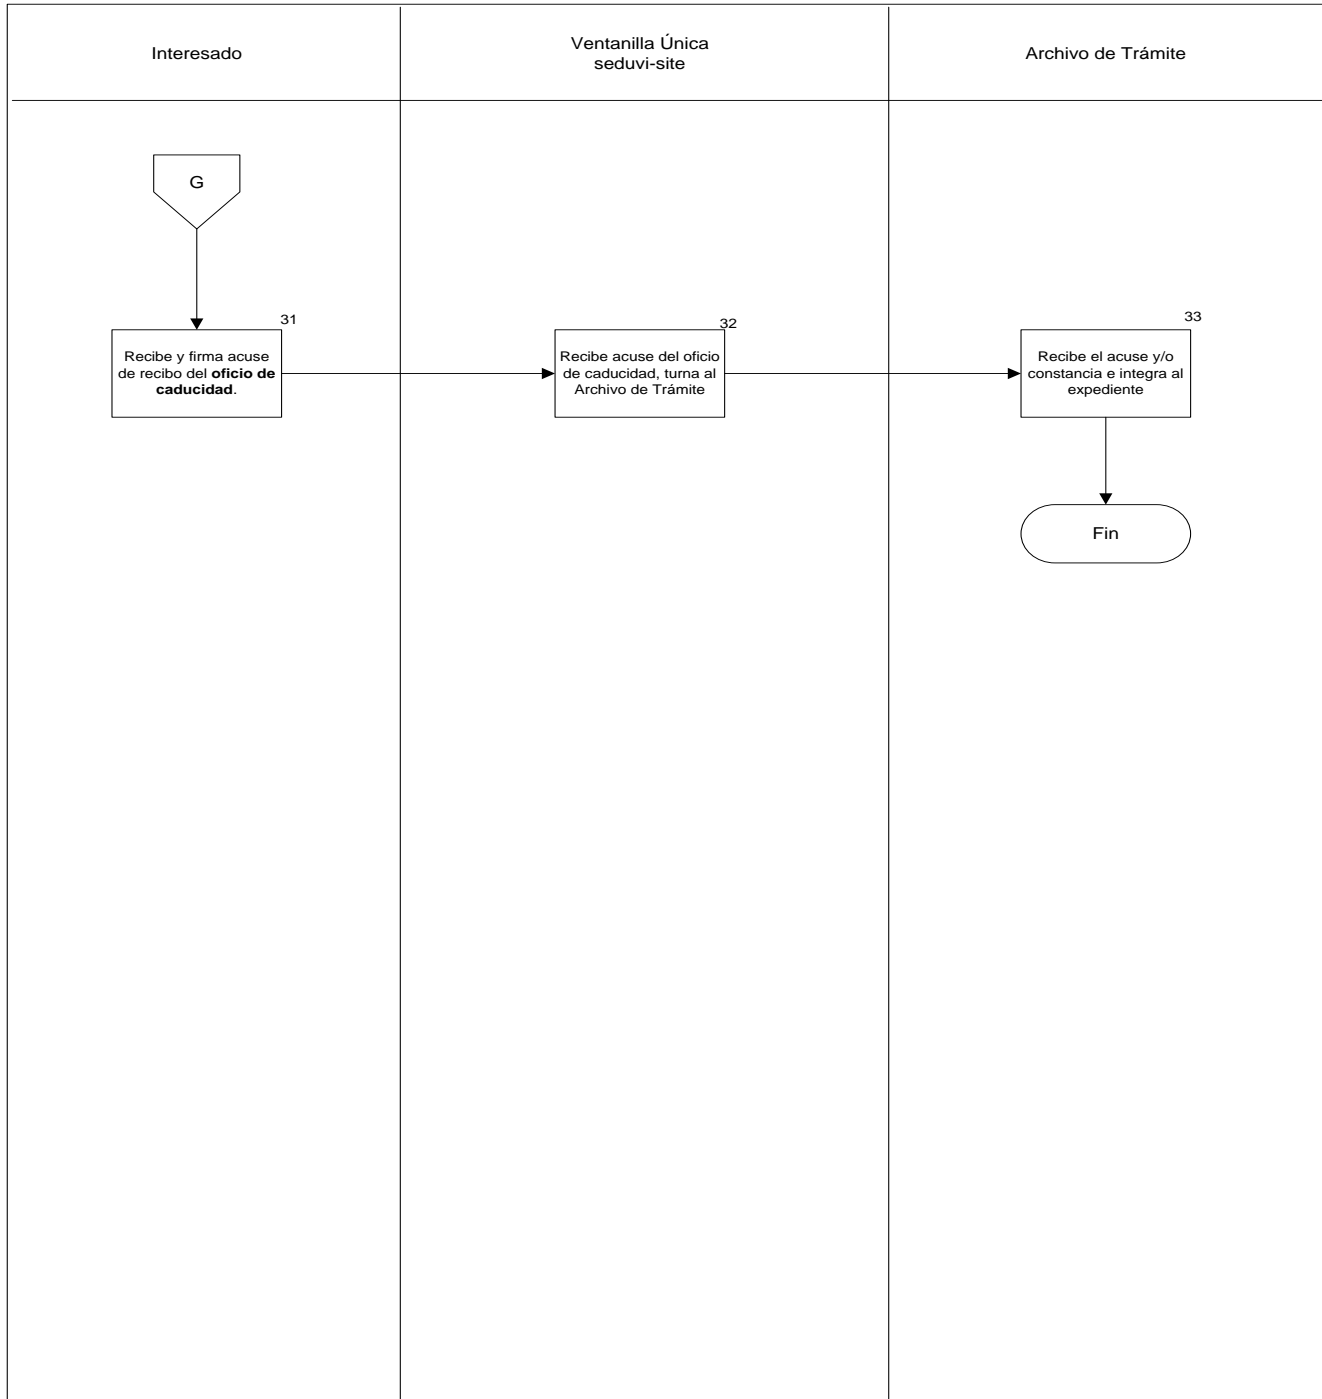 Interesado
Ventanilla Única
seduvi-site
Archivo de Trámite
G
31
Recibe y firma acuse
de recibo del oficio de
caducidad.
32
Recibe acuse del oficio
de caducidad, turna al
Archivo de Trámite
33
Recibe el acuse y/o
constancia e integra al
expediente
Fin